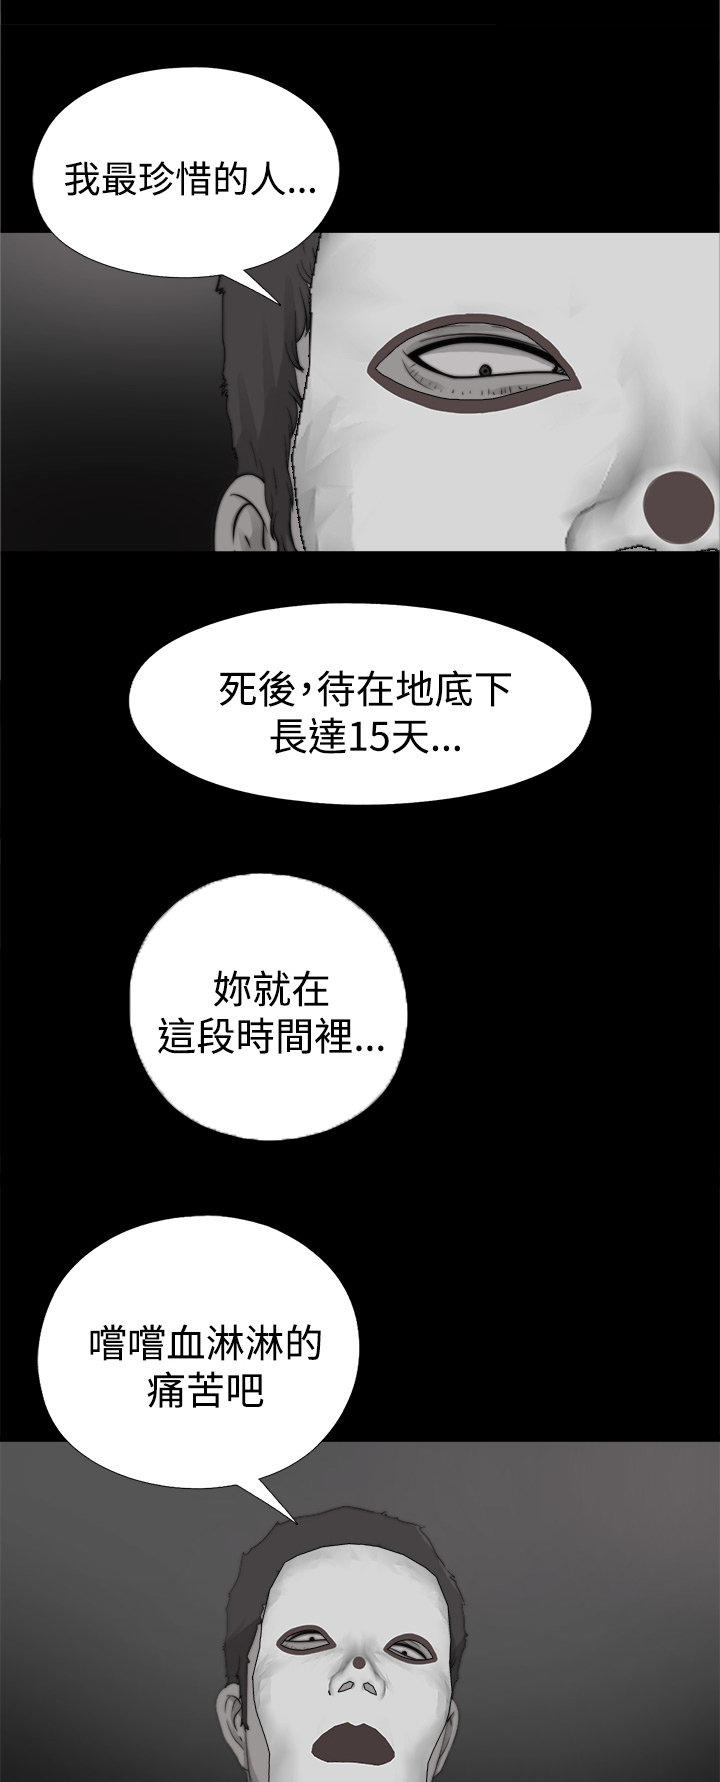 我最珍惜的人...
死後,待在地底下
長達15天...
妳就在
這段時間裡...
嚐嚐血淋淋的
痛苦吧